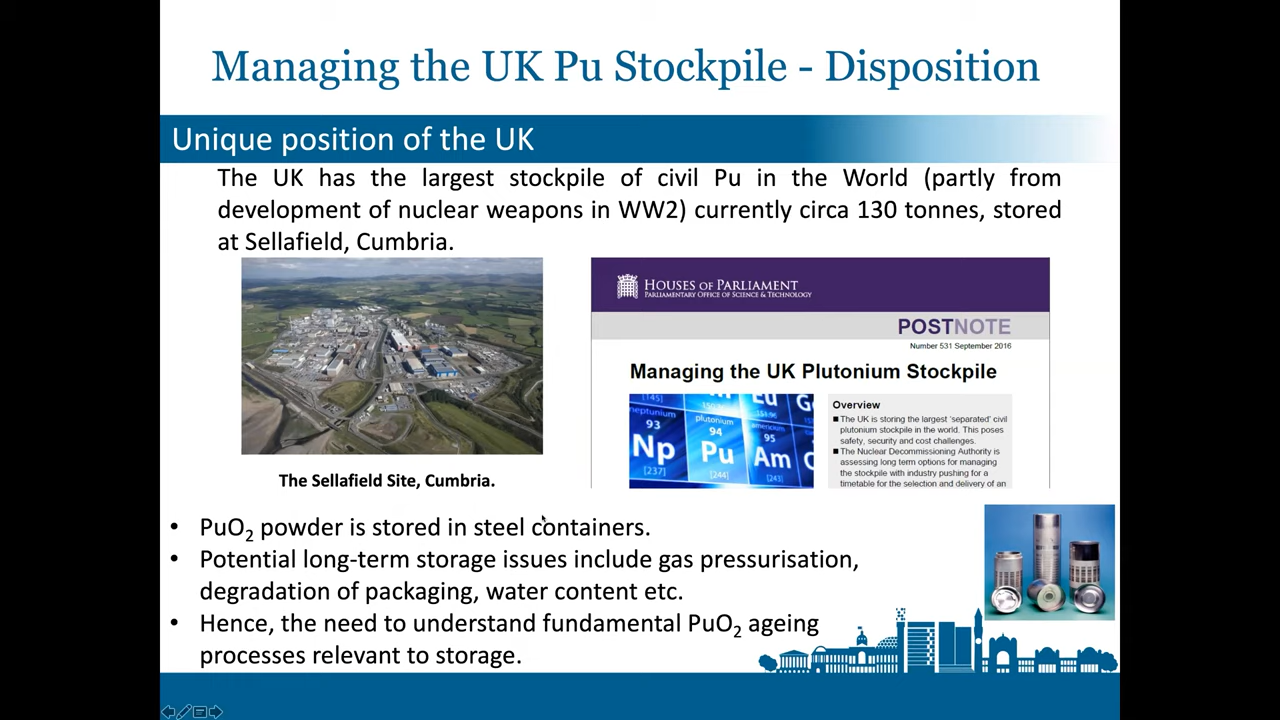 Managing the UK Pu Stockpile - Disposition
Unique position of the UK
The UK has the largest stockpile of civil Pu in the World (partly from
development of nuclear weapons in WW2) currently circa 130 tonnes, stored
at Sellafield, Cumbria.
HOUSES OF PARLIAMENT
PARLIAMENTARY OFFICE OF SCIENCE & TECHNOLOGY
POSTNOTE
Number 531 September 2016
Managing the UK Plutonium Stockpile
[145]
neptunium
93
Np
[237]
plutonium
94
Pu
[244]
americium
95
Am
[243]
Overview
■ The UK is storing the largest 'separated' civil
plutonium stockpile in the world. This poses
safety, security and cost challenges.
■ The Nuclear Decommissioning Authority is
assessing long term options for managing
the stockpile with industry pushing for a
timetable for the selection and delivery of an
The Sellafield Site, Cumbria.
• PuO₂ powder is stored in steel containers.
• Potential long-term storage issues include gas pressurisation,
degradation of packaging, water content etc.
• Hence, the need to understand fundamental PuO₂ ageing
processes relevant to storage.